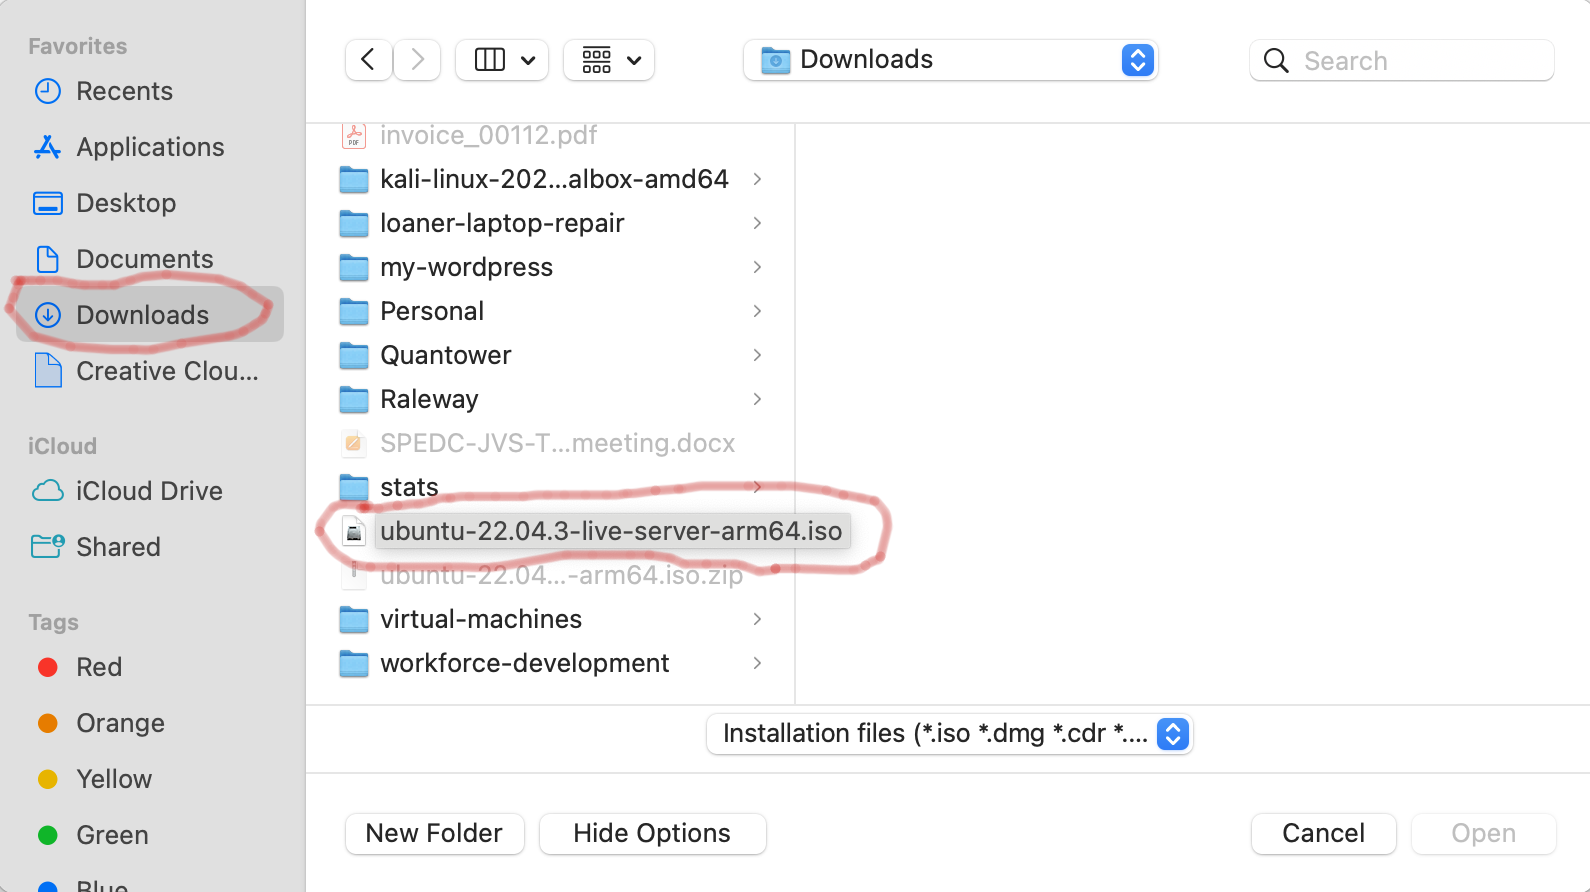 Favorites
Recents
Applications
Desktop
Documents
Downloads
Creative Clou...
iCloud
iCloud Drive
Shared
Tags
Red
Orange
Yellow
Green
Blue
Downloads
Search
invoice_00112.pdf
kali-linux-202...albox-amd64
loaner-laptop-repair
my-wordpress
Personal
Quantower
Raleway
SPEDC-JVS-T...meeting.docx
stats
ubuntu-22.04.3-live-server-arm64.iso
ubuntu-22.04...-arm64.iso.zip
virtual-machines
workforce-development
Installation files (*.iso *.dmg *.cdr *....
New Folder
Hide Options
Cancel
Open